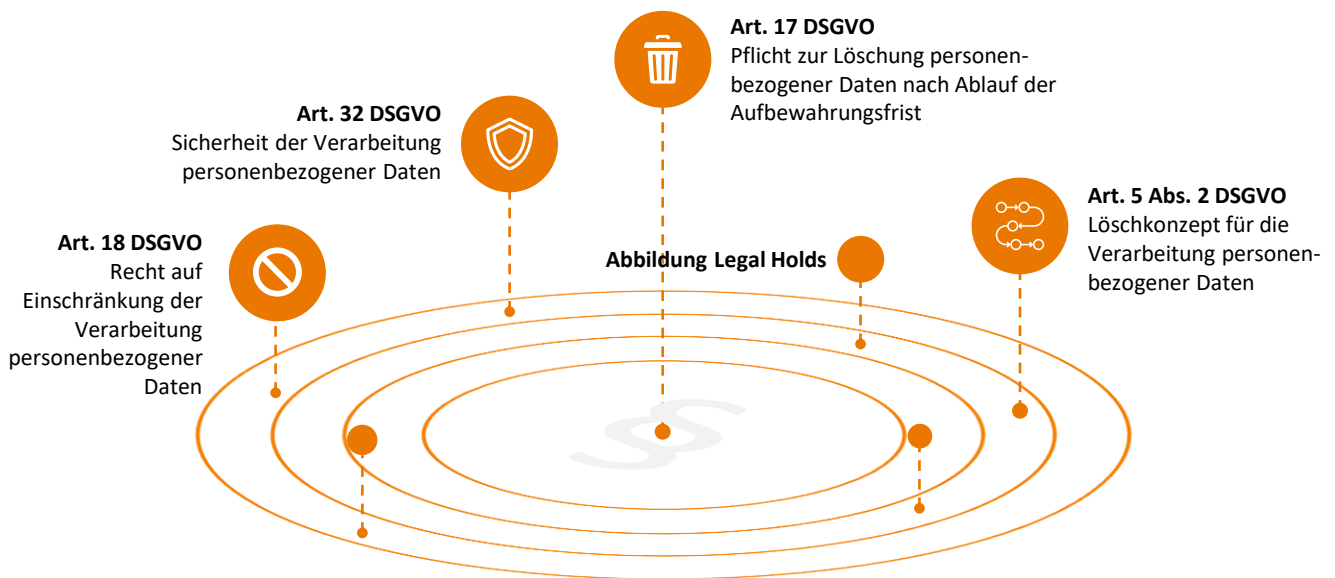 Art. 17 DSGVO
Pflicht zur Löschung personen-
bezogener Daten nach Ablauf der
Aufbewahrungsfrist
Art. 32 DSGVO
Sicherheit der Verarbeitung
personenbezogener Daten
Art. 5 Abs. 2 DSGVO
Löschkonzept für die
Verarbeitung personen-
bezogener Daten
Art. 18 DSGVO
Recht auf
Einschränkung der
Verarbeitung
personenbezogener
Daten
Abbildung Legal Holds
§§